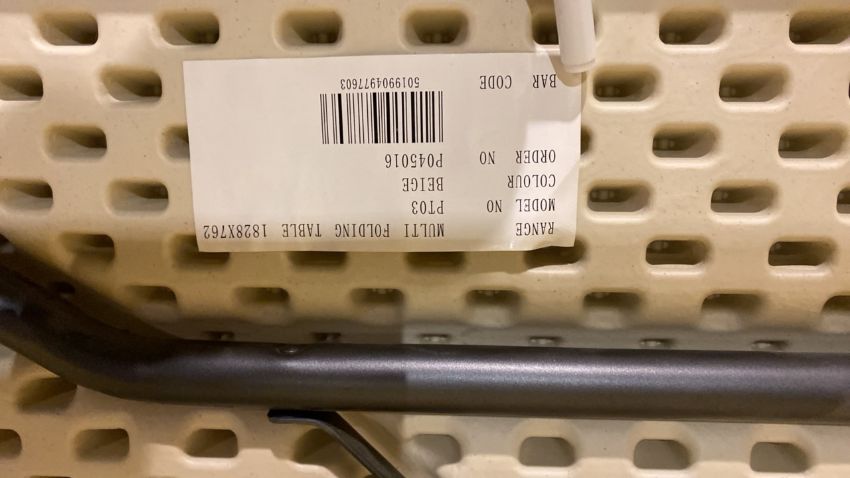 RANGE MULTI FOLDING TABLE 1828X762
MODEL NO PT03
COLOUR BEIGE
ORDER NO P045016
BAR CODE
5019904977603